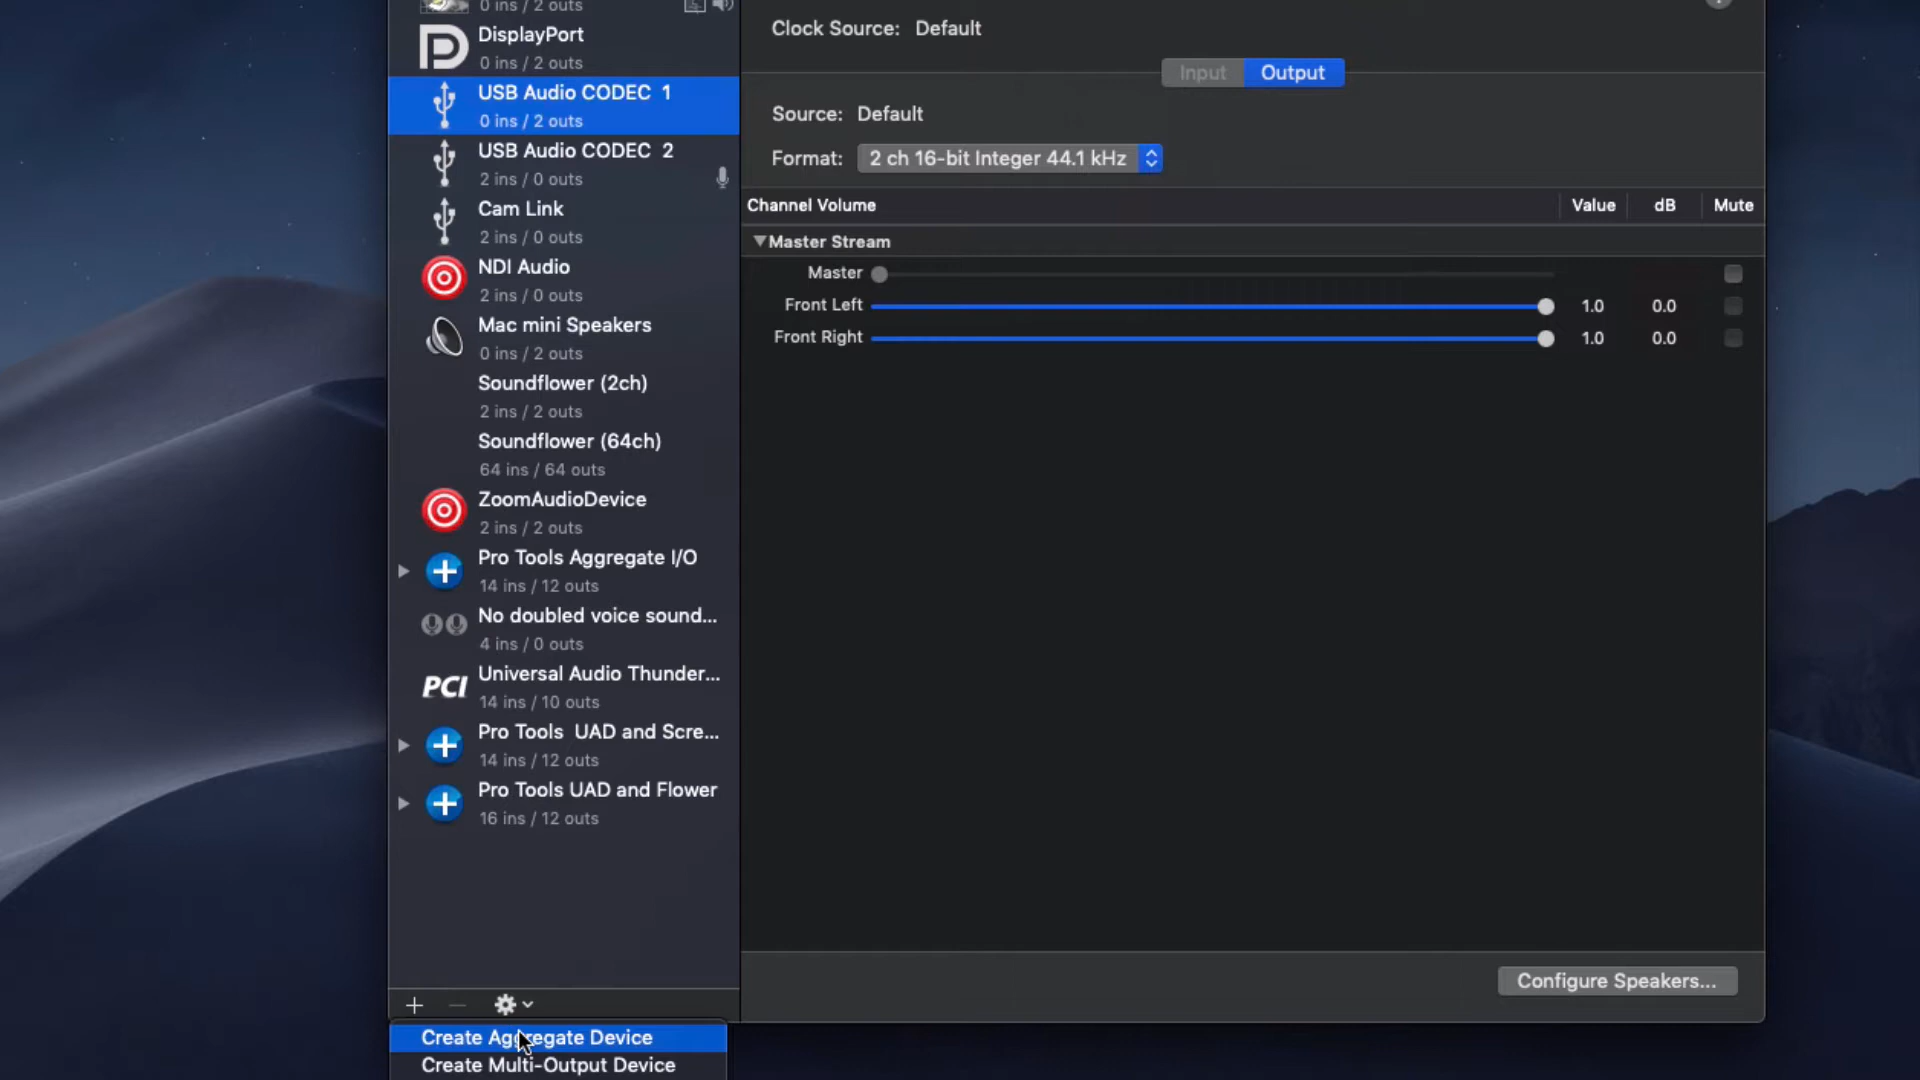 0 ins / 2 outs
DisplayPort
0 ins / 2 outs
USB Audio CODEC 1
0 ins / 2 outs
USB Audio CODEC 2
2 ins / 0 outs
Cam Link
2 ins / 0 outs
NDI Audio
2 ins / 0 outs
Mac mini Speakers
0 ins / 2 outs
Soundflower (2ch)
2 ins / 2 outs
Soundflower (64ch)
64 ins / 64 outs
ZoomAudioDevice
2 ins / 2 outs
Pro Tools Aggregate I/O
14 ins / 12 outs
No doubled voice sound...
4 ins / 0 outs
PCI
Universal Audio Thunder...
14 ins / 10 outs
Pro Tools UAD and Scre...
14 ins / 12 outs
Pro Tools UAD and Flower
16 ins / 12 outs
Create Aggregate Device
Create Multi-Output Device
Clock Source: Default
Input Output
Source: Default
Format: 2 ch 16-bit Integer 44.1 kHz
Channel Volume Value dB Mute
Master Stream
Master
Front Left 1.0 0.0
Front Right 1.0 0.0
Configure Speakers...